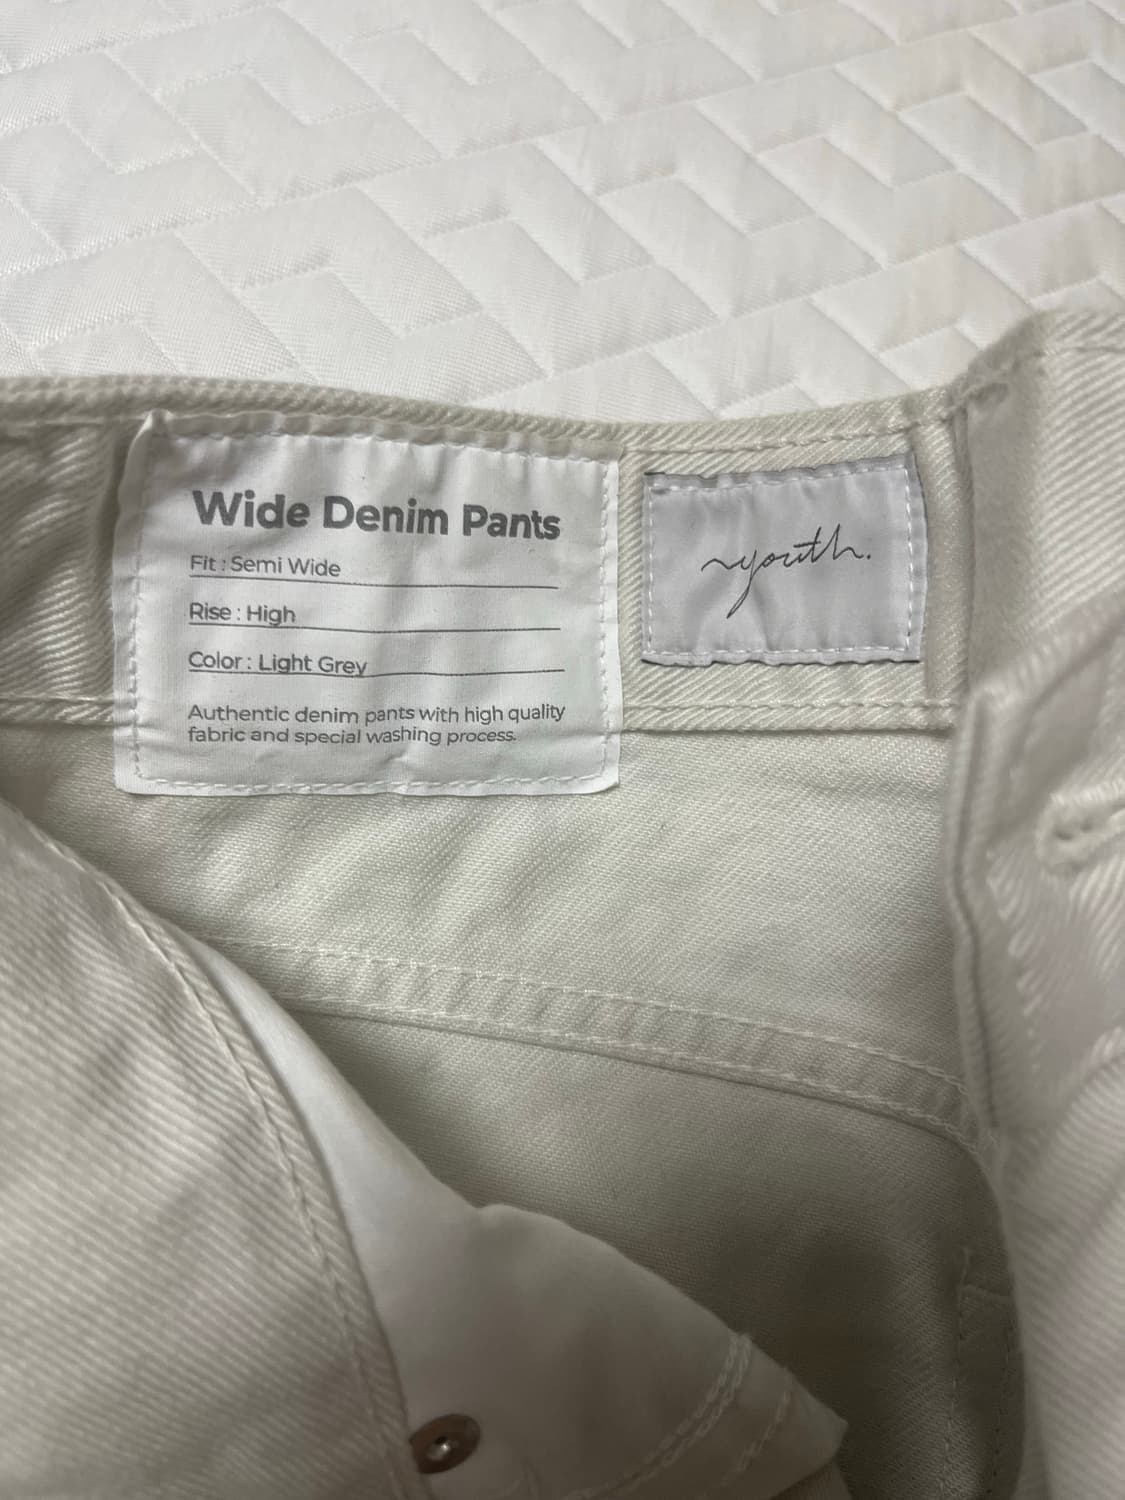 Wide Denim Pants
Fit : Semi Wide
Rise : High
Color : Light Grey
Authentic denim pants with high quality
fabric and special washing process.
~youth.